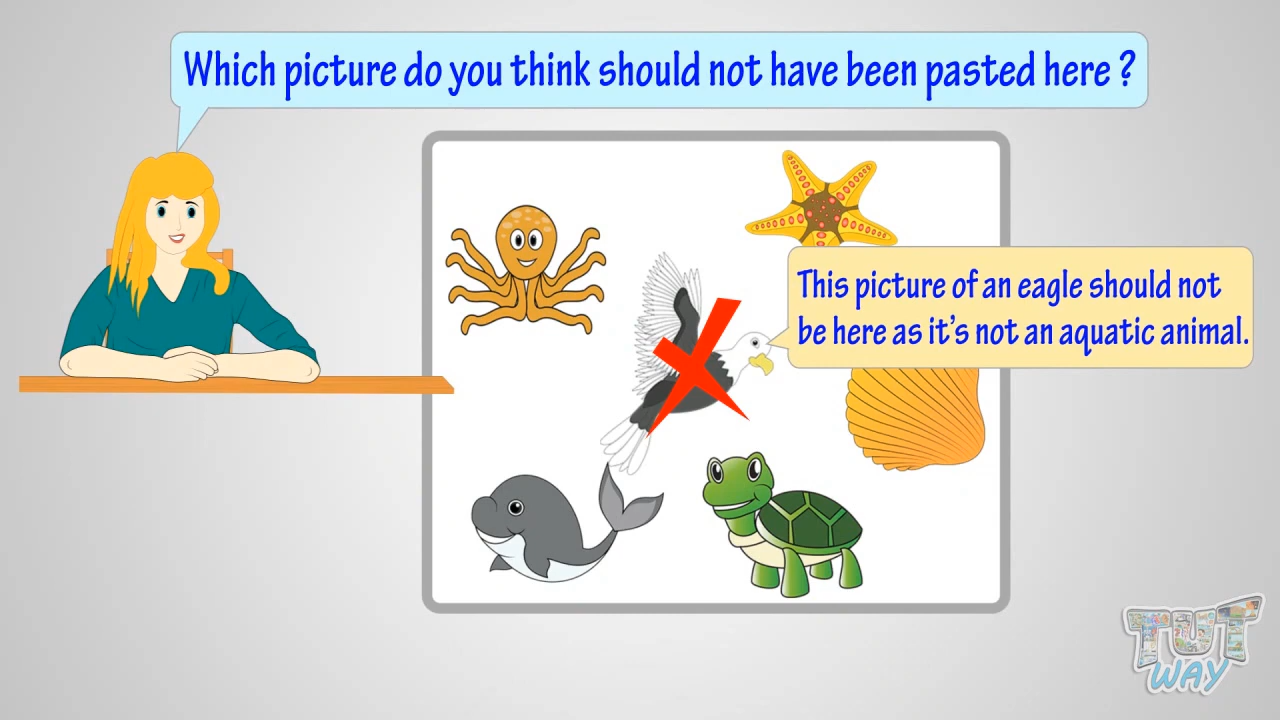 Which picture do you think should not have been pasted here ?
This picture of an eagle should not
be here as it's not an aquatic animal.
TUT
WAY